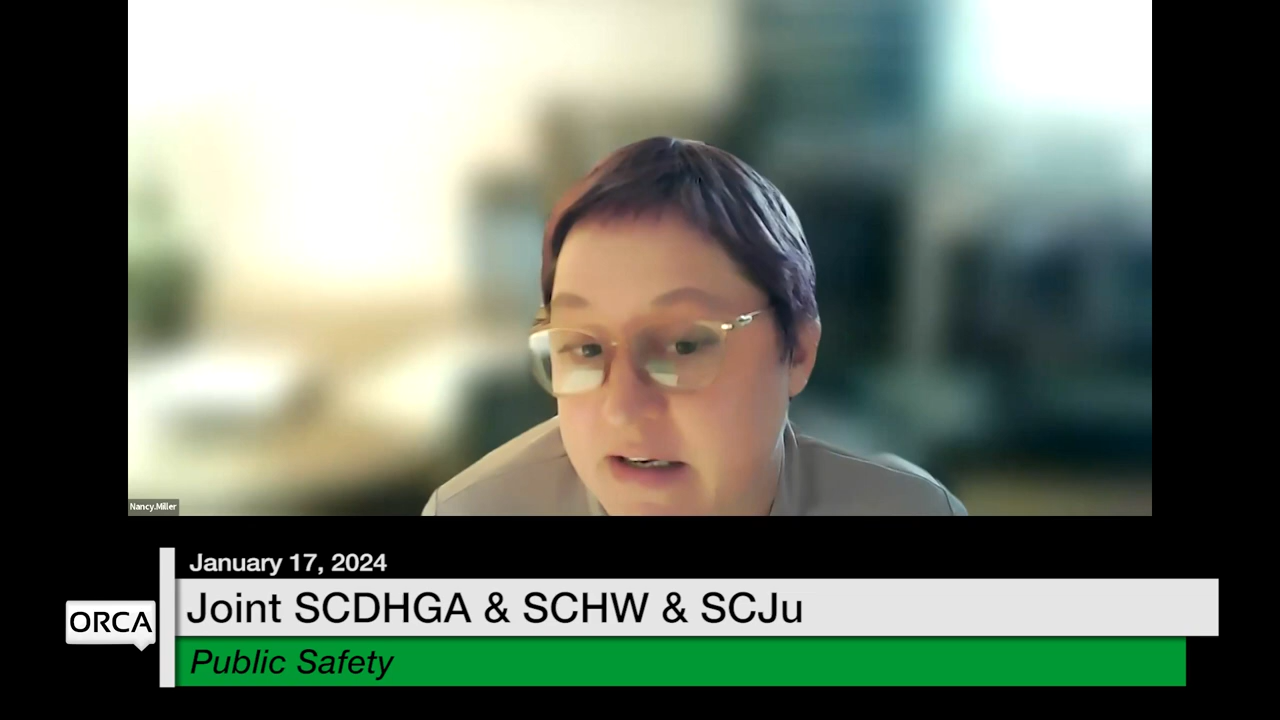 Nancy.Miller
January 17, 2024
Joint SCDHGA & SCHW & SCJu
ORCA
Public Safety